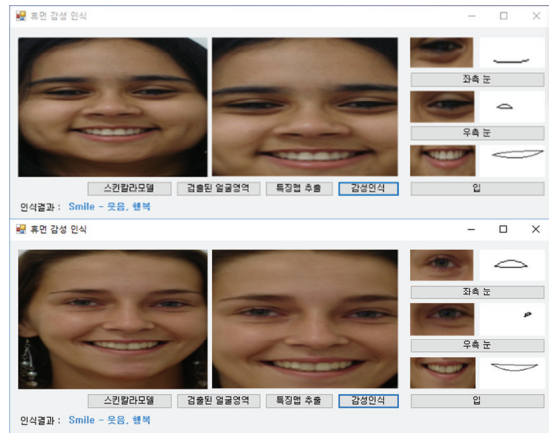 휴먼 감성 인식
좌측 눈
우측 눈
스킨칼라모델 검출된 얼굴영역 특징맵 추출 감성인식 입
인식결과 : Smile - 웃음, 행복
휴먼 감성 인식
좌측 눈
우측 눈
스킨칼라모델 검출된 얼굴영역 특징맵 추출 감성인식 입
인식결과 : Smile - 웃음, 행복